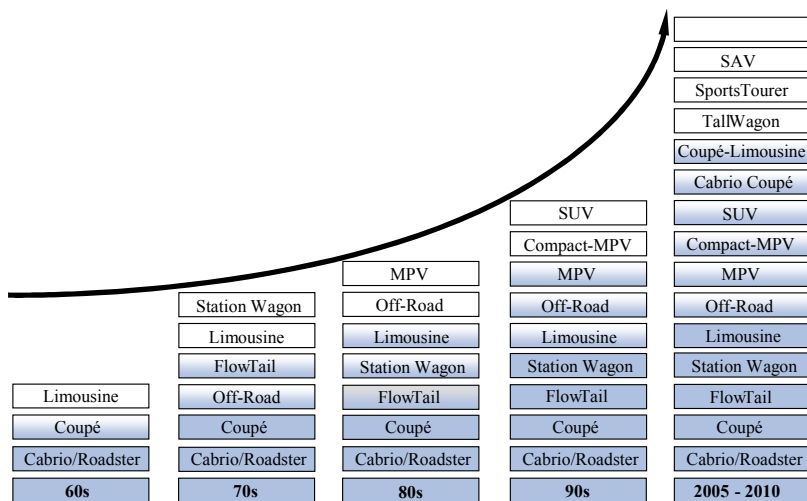 SAV
SportsTourer
TallWagon
Coupé-Limousine
Cabrio Coupé
SUV
SUV
Compact-MPV
Compact-MPV
MPV
MPV
MPV
Station Wagon
Off-Road
Off-Road
Off-Road
Limousine
Limousine
Limousine
Limousine
FlowTail
Station Wagon
Station Wagon
Station Wagon
Limousine
Off-Road
FlowTail
FlowTail
FlowTail
Coupé
Coupé
Coupé
Coupé
Coupé
Cabrio/Roadster
Cabrio/Roadster
Cabrio/Roadster
Cabrio/Roadster
Cabrio/Roadster
60s
70s
80s
90s
2005 - 2010